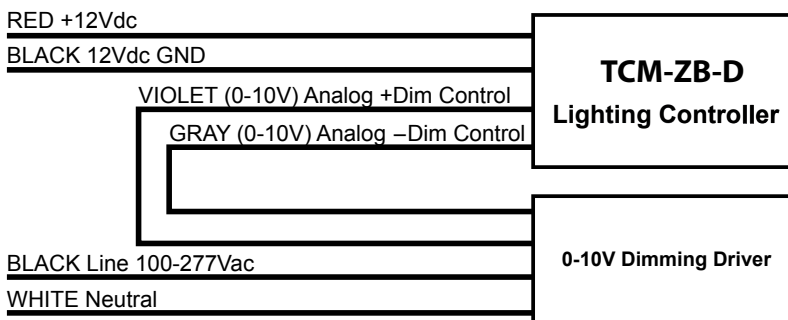 RED +12Vdc
BLACK 12Vdc GND
VIOLET (0-10V) Analog +Dim Control
GRAY (0-10V) Analog –Dim Control
TCM-ZB-D
Lighting Controller
BLACK Line 100-277Vac
WHITE Neutral
0-10V Dimming Driver